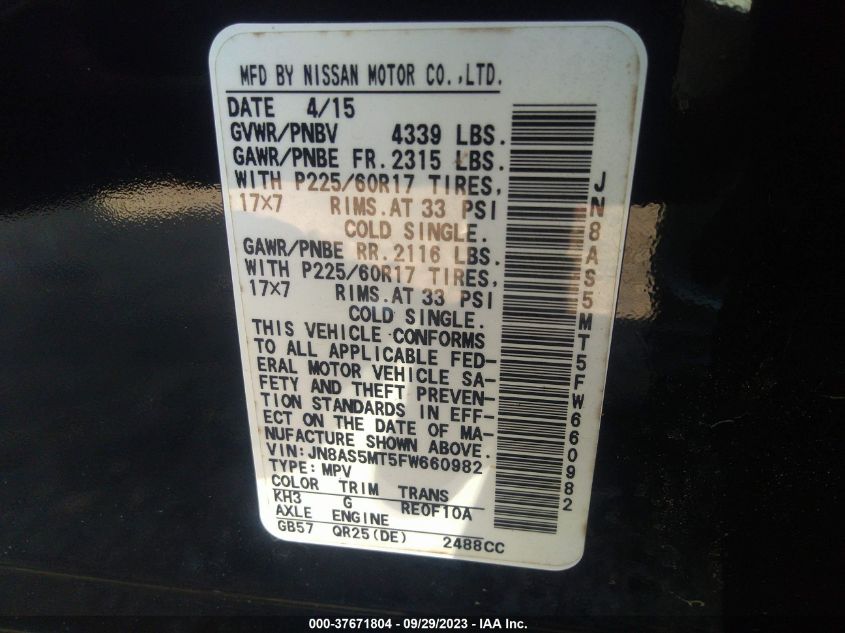 MFD BY NISSAN MOTOR CO.,LTD.
DATE 4/15
GVWR/PNBV 4339 LBS.
GAWR/PNBE FR. 2315 LBS.
WITH P225/60R17 TIRES,
17×7 RIMS.AT 33 PSI
COLD SINGLE.
GAWR/PNBE RR. 2116 LBS.
WITH P225/60R17 TIRES,
17×7 RIMS.AT 33 PSI
COLD SINGLE.
THIS VEHICLE CONFORMS
TO ALL APPLICABLE FED-
ERAL MOTOR VEHICLE SA-
FETY AND THEFT PREVEN-
TION STANDARDS IN EFF-
ECT ON THE DATE OF MA-
NUFACTURE SHOWN ABOVE.
VIN:JN8AS5MT5FW660982
TYPE:MPV
COLOR TRIM TRANS
KH3 G RE0F10A
AXLE ENGINE
GB57 QR25(DE) 2488CC
JN8AS5MT5FW660982
000-37671804 - 09/29/2023 - IAA Inc.